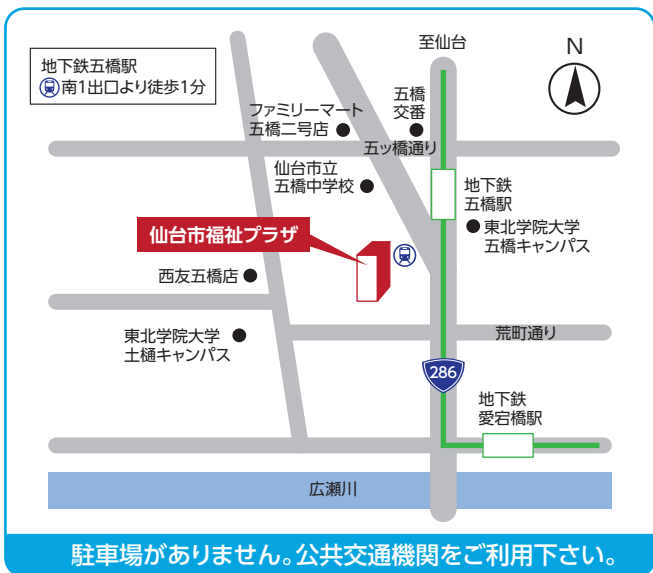 至仙台
N
地下鉄五橋駅
南1出口より徒歩1分
五橋
交番
ファミリーマート
五橋二号店
五ッ橋通り
仙台市立
五橋中学校
地下鉄
五橋駅
東北学院大学
五橋キャンパス
仙台市福祉プラザ
西友五橋店
東北学院大学
土樋キャンパス
荒町通り
286
地下鉄
愛宕橋駅
広瀬川
駐車場がありません。公共交通機関をご利用下さい。